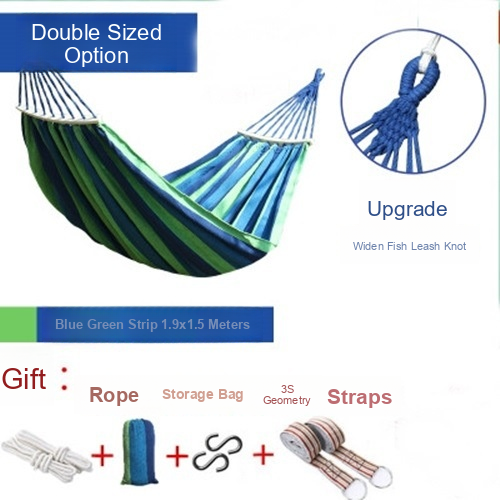 Double Sized
Option
Upgrade
Widen Fish Leash Knot
Blue Green Strip 1.9x1.5 Meters
Gift :
Rope
Storage Bag
3S
Geometry
Straps